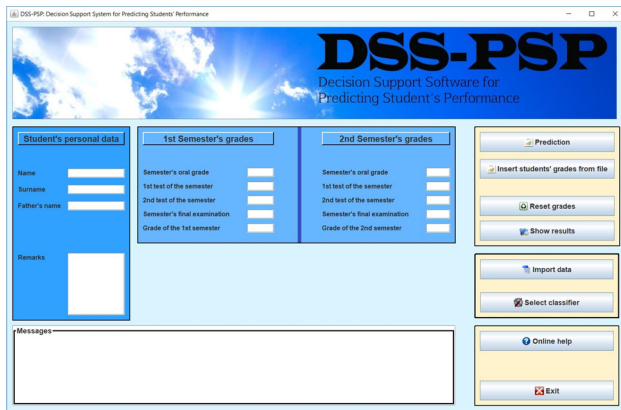 DSS-PSP: Decision Support System for Predicting Students' Performance
DSS-PSP
Decision Support Software for
Predicting Student's Performance
Student's personal data
Name
Surname
Father's name
Remarks
1st Semester's grades
Semester's oral grade
1st test of the semester
2nd test of the semester
Semester's final examination
Grade of the 1st semester
2nd Semester's grades
Semester's oral grade
1st test of the semester
2nd test of the semester
Semester's final examination
Grade of the 2nd semester
Prediction
Insert students' grades from file
Reset grades
Show results
Import data
Select classifier
Messages
Online help
Exit